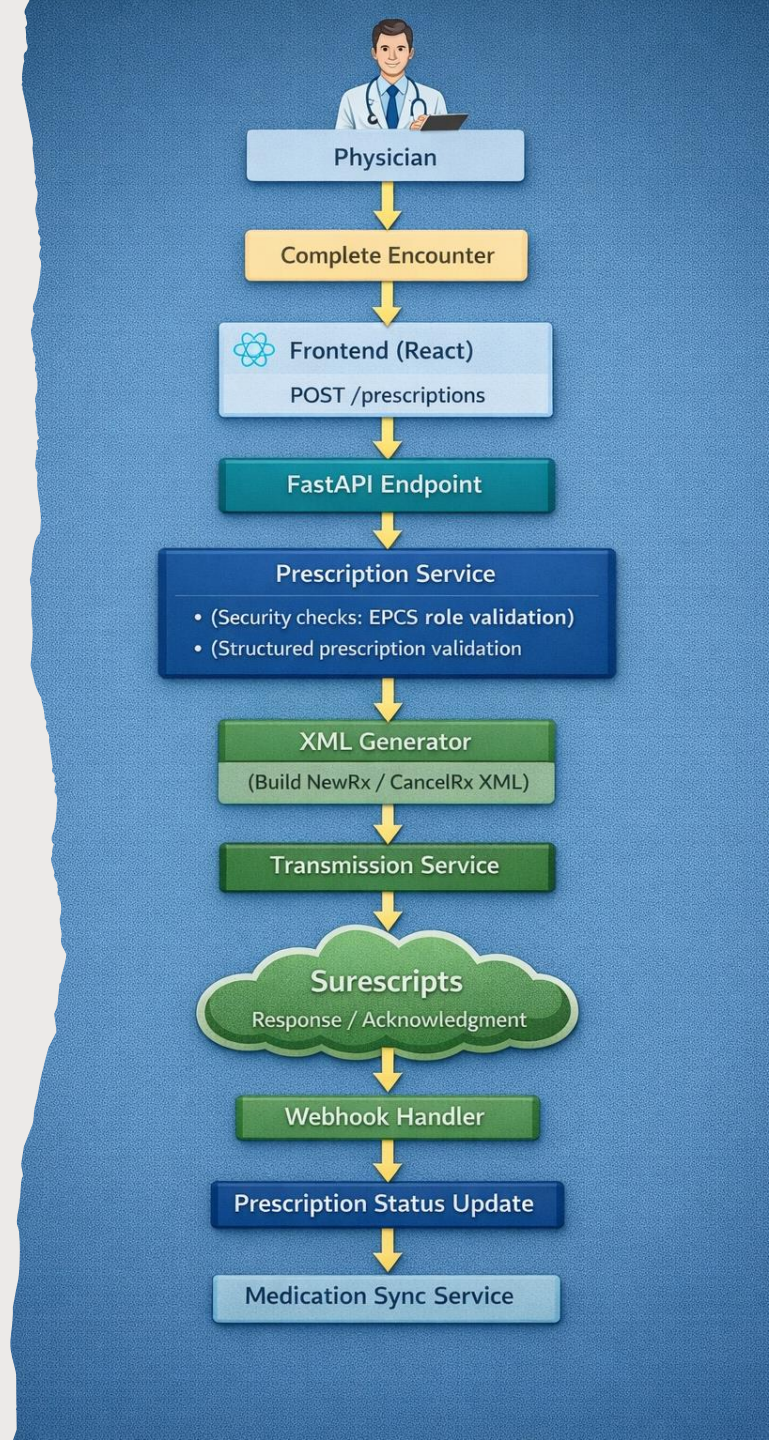 Physician
Complete Encounter
Frontend (React)
POST /prescriptions
FastAPI Endpoint
Prescription Service
• (Security checks: EPCS role validation)
• (Structured prescription validation
XML Generator
(Build NewRx / CancelRx XML)
Transmission Service
Surescripts
Response / Acknowledgment
Webhook Handler
Prescription Status Update
Medication Sync Service